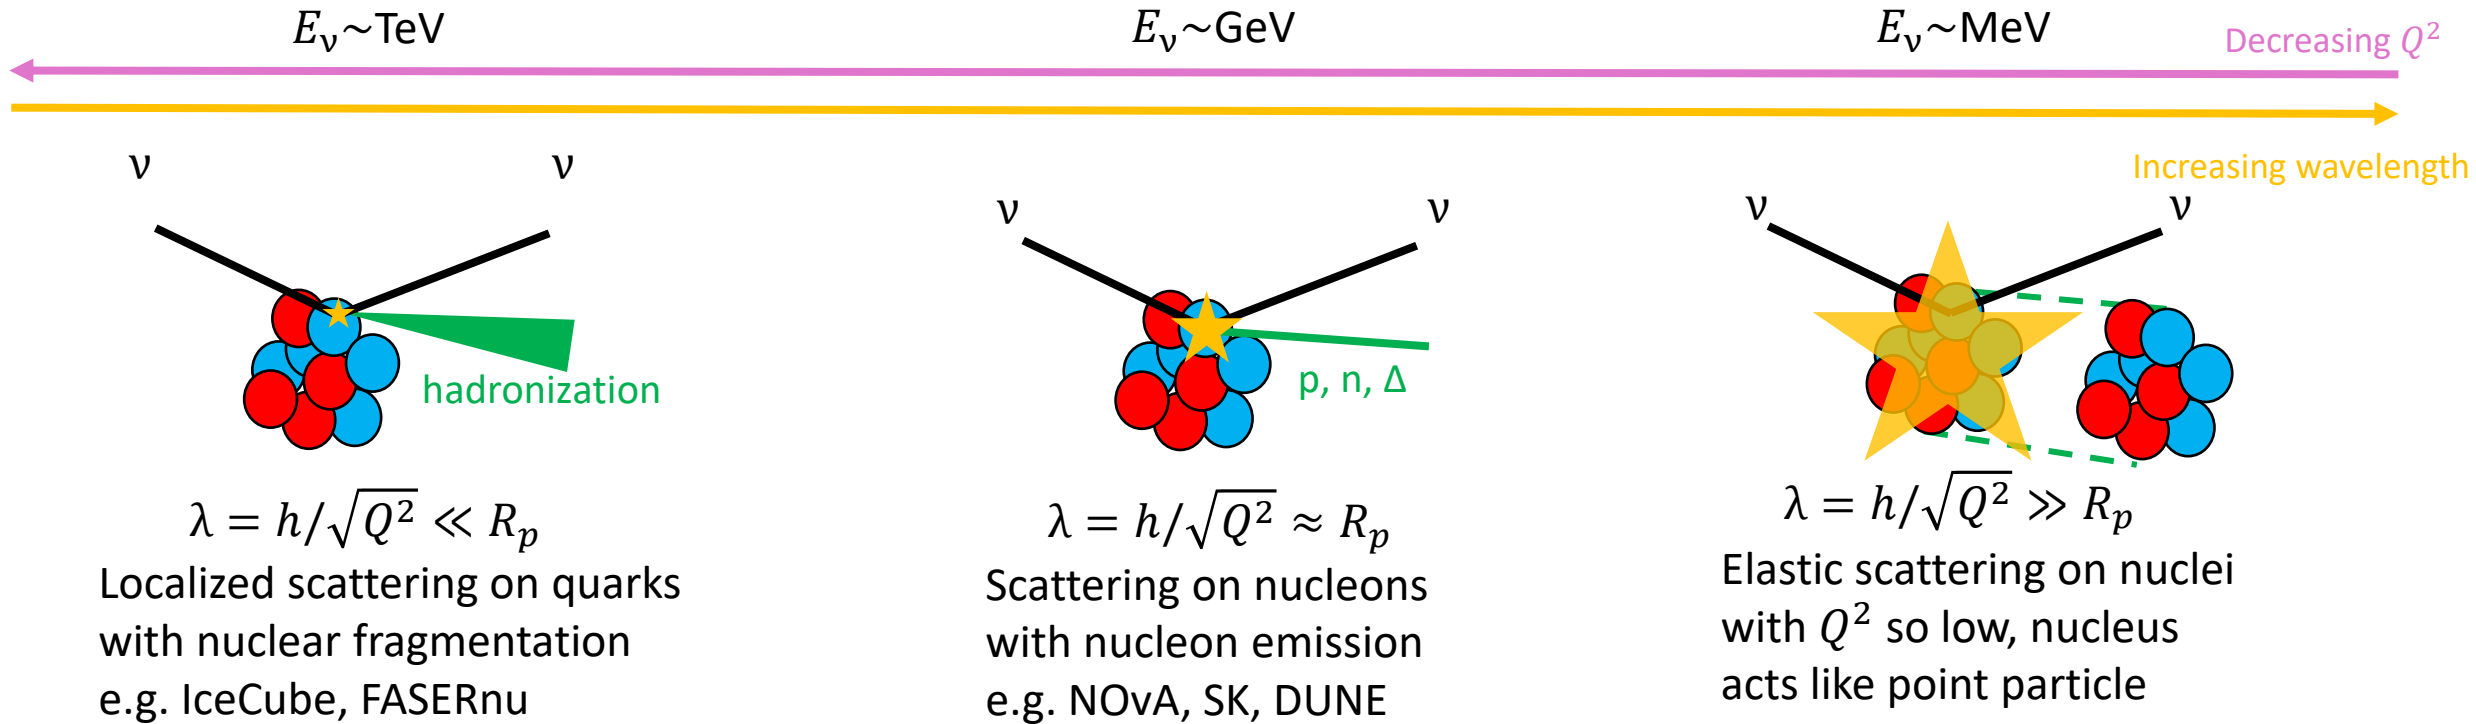 E_ν~TeV
E_ν~GeV
E_ν~MeV
Decreasing Q²
Increasing wavelength
ν ν
ν ν
ν ν
hadronization
p, n, Δ
λ = h/√Q² ≪ R_p
Localized scattering on quarks
with nuclear fragmentation
e.g. IceCube, FASERnu
λ = h/√Q² ≈ R_p
Scattering on nucleons
with nucleon emission
e.g. NOvA, SK, DUNE
λ = h/√Q² ≫ R_p
Elastic scattering on nuclei
with Q² so low, nucleus
acts like point particle